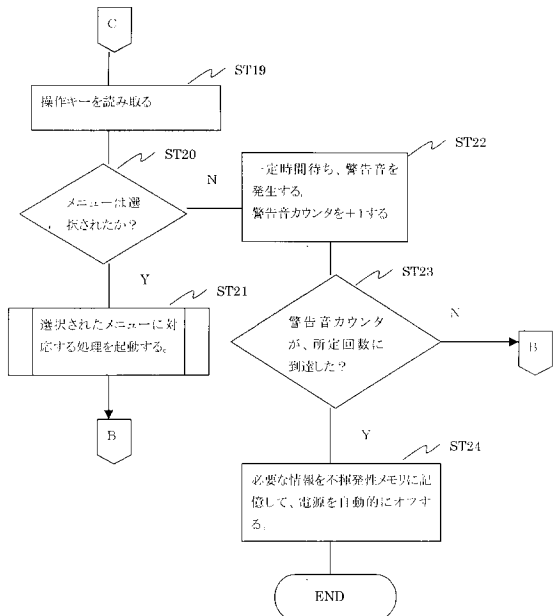 C
ST19
操作キーを読み取る
ST20
メニューは選
択されたか？
N
Y
ST21
選択されたメニューに対
応する処理を起動する。
B
ST22
一定時間待ち、警告音を
発生する。
警告音カウンタを+1する
ST23
警告音カウンタ
が、所定回数に
到達した？
N
B
Y
ST24
必要な情報を不揮発性メモリに記
憶して、電源を自動的にオフす
る。
END